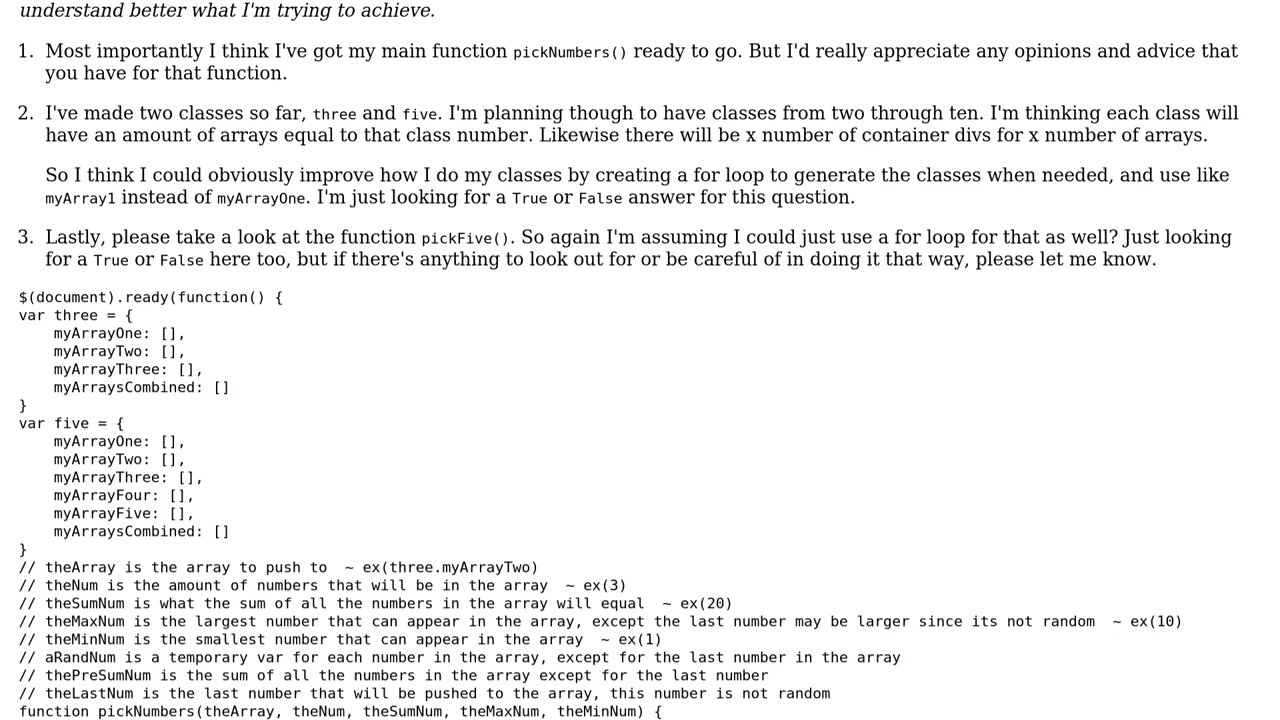 understand better what I'm trying to achieve.
1. Most importantly I think I've got my main function pickNumbers() ready to go. But I'd really appreciate any opinions and advice that
you have for that function.
2. I've made two classes so far, three and five. I'm planning though to have classes from two through ten. I'm thinking each class will
have an amount of arrays equal to that class number. Likewise there will be x number of container divs for x number of arrays.
So I think I could obviously improve how I do my classes by creating a for loop to generate the classes when needed, and use like
myArray1 instead of myArrayOne. I'm just looking for a True or False answer for this question.
3. Lastly, please take a look at the function pickFive(). So again I'm assuming I could just use a for loop for that as well? Just looking
for a True or False here too, but if there's anything to look out for or be careful of in doing it that way, please let me know.
$(document).ready(function() {
var three = {
    myArrayOne: [],
    myArrayTwo: [],
    myArrayThree: [],
    myArraysCombined: []
}
var five = {
    myArrayOne: [],
    myArrayTwo: [],
    myArrayThree: [],
    myArrayFour: [],
    myArrayFive: [],
    myArraysCombined: []
}
// theArray is the array to push to  ~ ex(three.myArrayTwo)
// theNum is the amount of numbers that will be in the array  ~ ex(3)
// theSumNum is what the sum of all the numbers in the array will equal  ~ ex(20)
// theMaxNum is the largest number that can appear in the array, except the last number may be larger since its not random  ~ ex(10)
// theMinNum is the smallest number that can appear in the array  ~ ex(1)
// aRandNum is a temporary var for each number in the array, except for the last number in the array
// thePreSumNum is the sum of all the numbers in the array except for the last number
// theLastNum is the last number that will be pushed to the array, this number is not random
function pickNumbers(theArray, theNum, theSumNum, theMaxNum, theMinNum) {